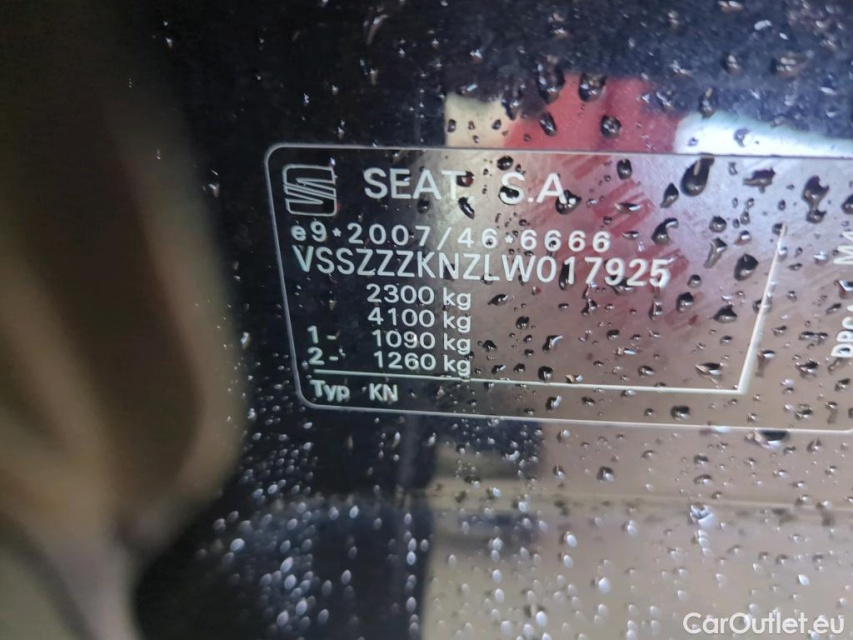 SEAT S.A.
e9*2007/46*6666
VSSZZZKNZLW017925
2300 kg
4100 kg
1- 1090 kg
2- 1260 kg
Typ KN
CarOutlet.eu